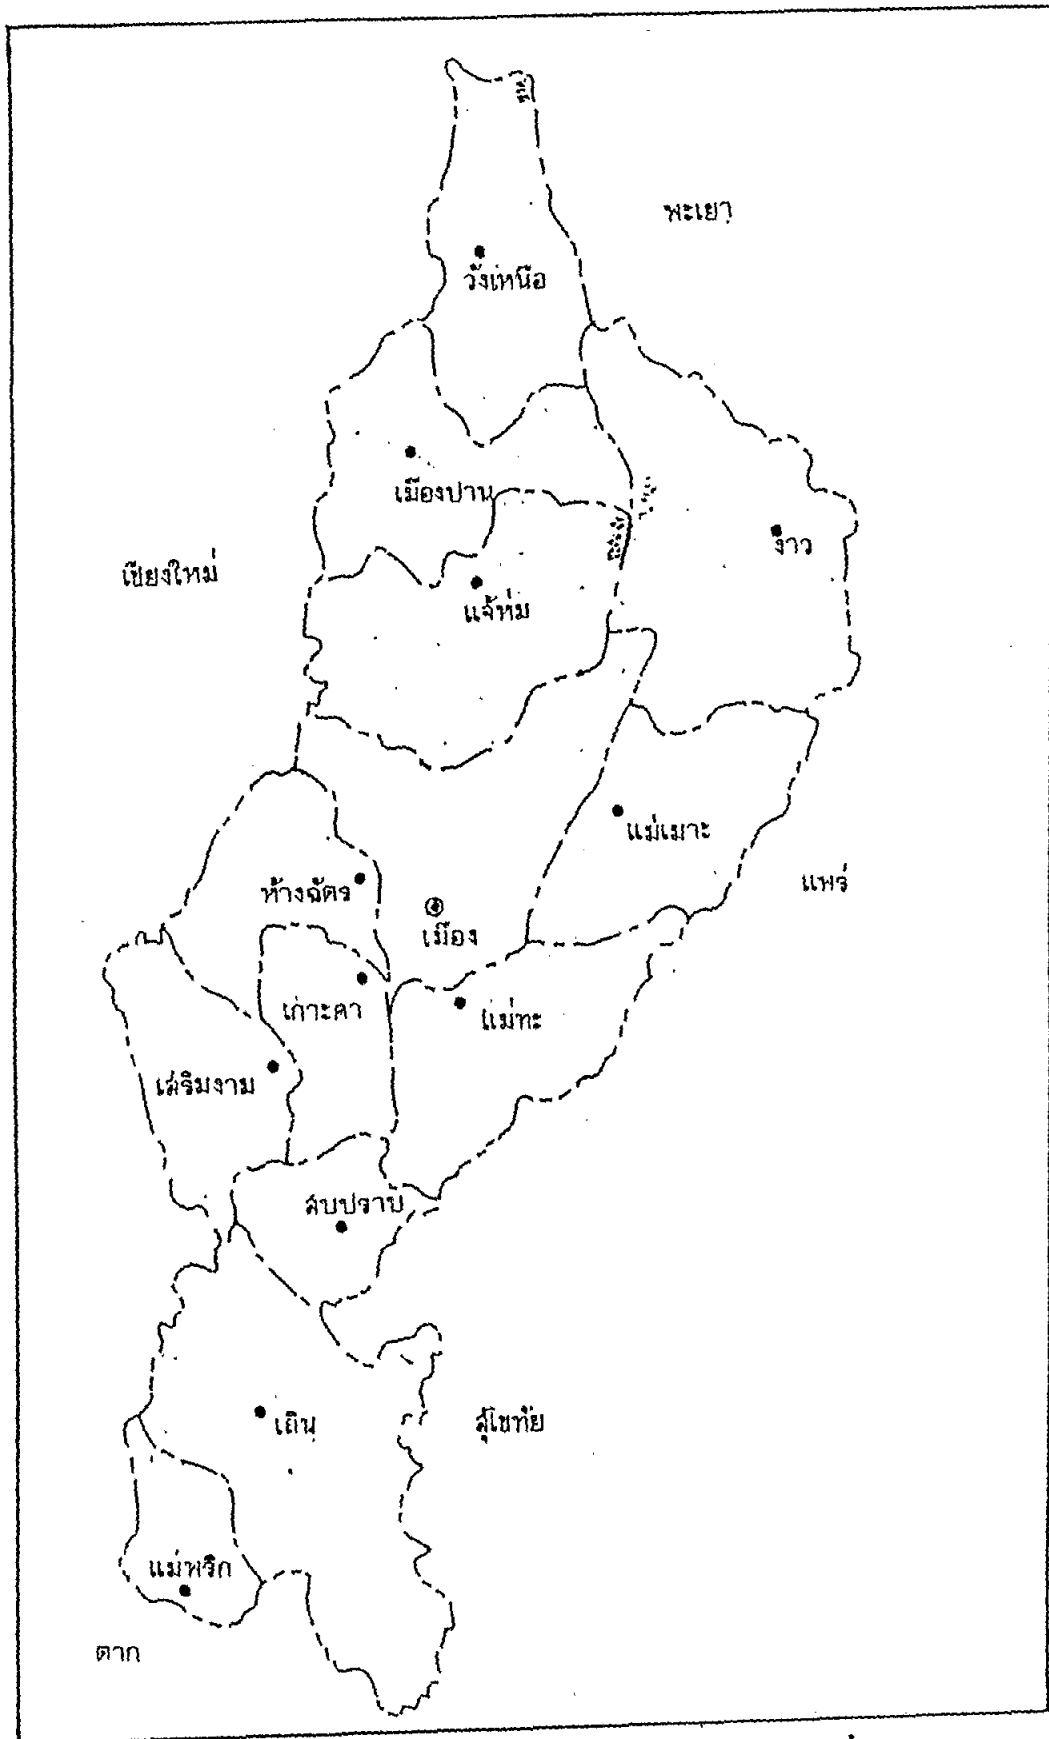 พะเยา
วังเหนือ
เมืองปาน
งาว
เชียงใหม่
แจ้ห่ม
แม่เมาะ
แพร่
ห้างฉัตร
เมือง
เกาะคา
แม่ทะ
เสริมงาม
สบปราบ
เถิน
สุโขทัย
แม่พริก
ตาก